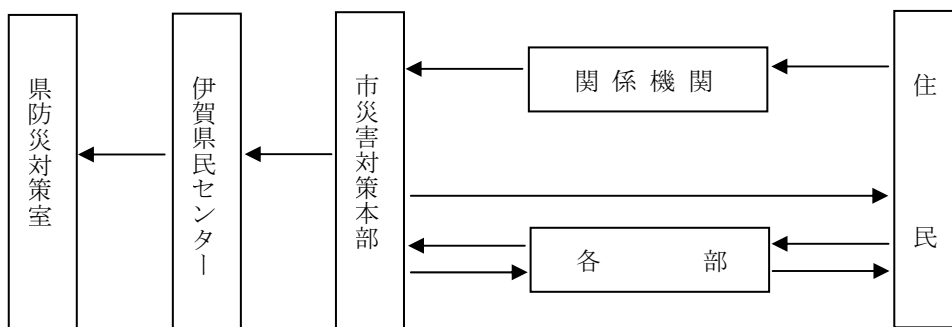 県防災対策室
伊賀県民センター
市災害対策本部
関係機関
各部
住民